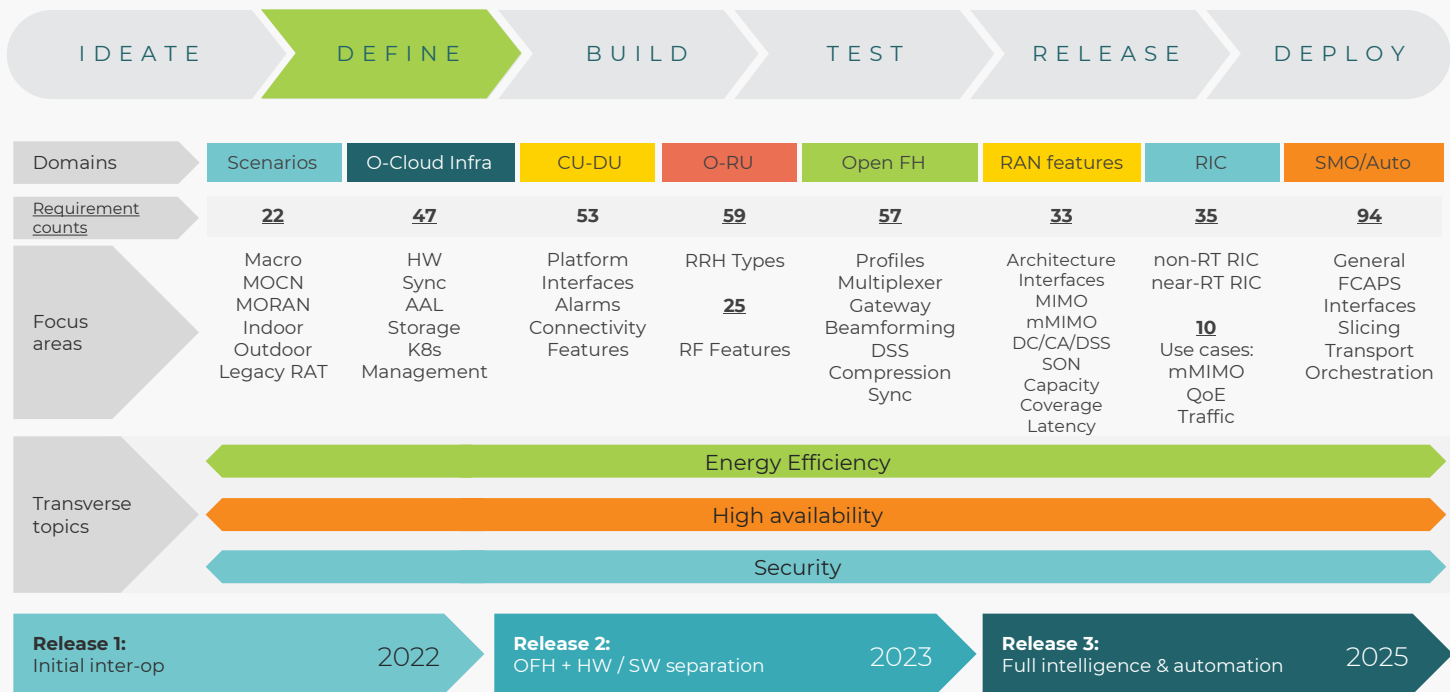 IDEATE
DEFINE
BUILD
TEST
RELEASE
DEPLOY
Domains
Scenarios
O-Cloud Infra
CU-DU
O-RU
Open FH
RAN features
RIC
SMO/Auto
Requirement
counts
22
47
53
59
57
33
35
94
Focus
areas
Macro
MOCN
MORAN
Indoor
Outdoor
Legacy RAT
HW
Sync
AAL
Storage
K8s
Management
Platform
Interfaces
Alarms
Connectivity
Features
RRH Types
25
RF Features
Profiles
Multiplexer
Gateway
Beamforming
DSS
Compression
Sync
Architecture
Interfaces
MIMO
mMIMO
DC/CA/DSS
SON
Capacity
Coverage
Latency
non-RT RIC
near-RT RIC
10
Use cases:
mMIMO
QoE
Traffic
General
FCAPS
Interfaces
Slicing
Transport
Orchestration
Transverse
topics
Energy Efficiency
High availability
Security
Release 1:
Initial inter-op
2022
Release 2:
OFH + HW / SW separation
2023
Release 3:
Full intelligence & automation
2025